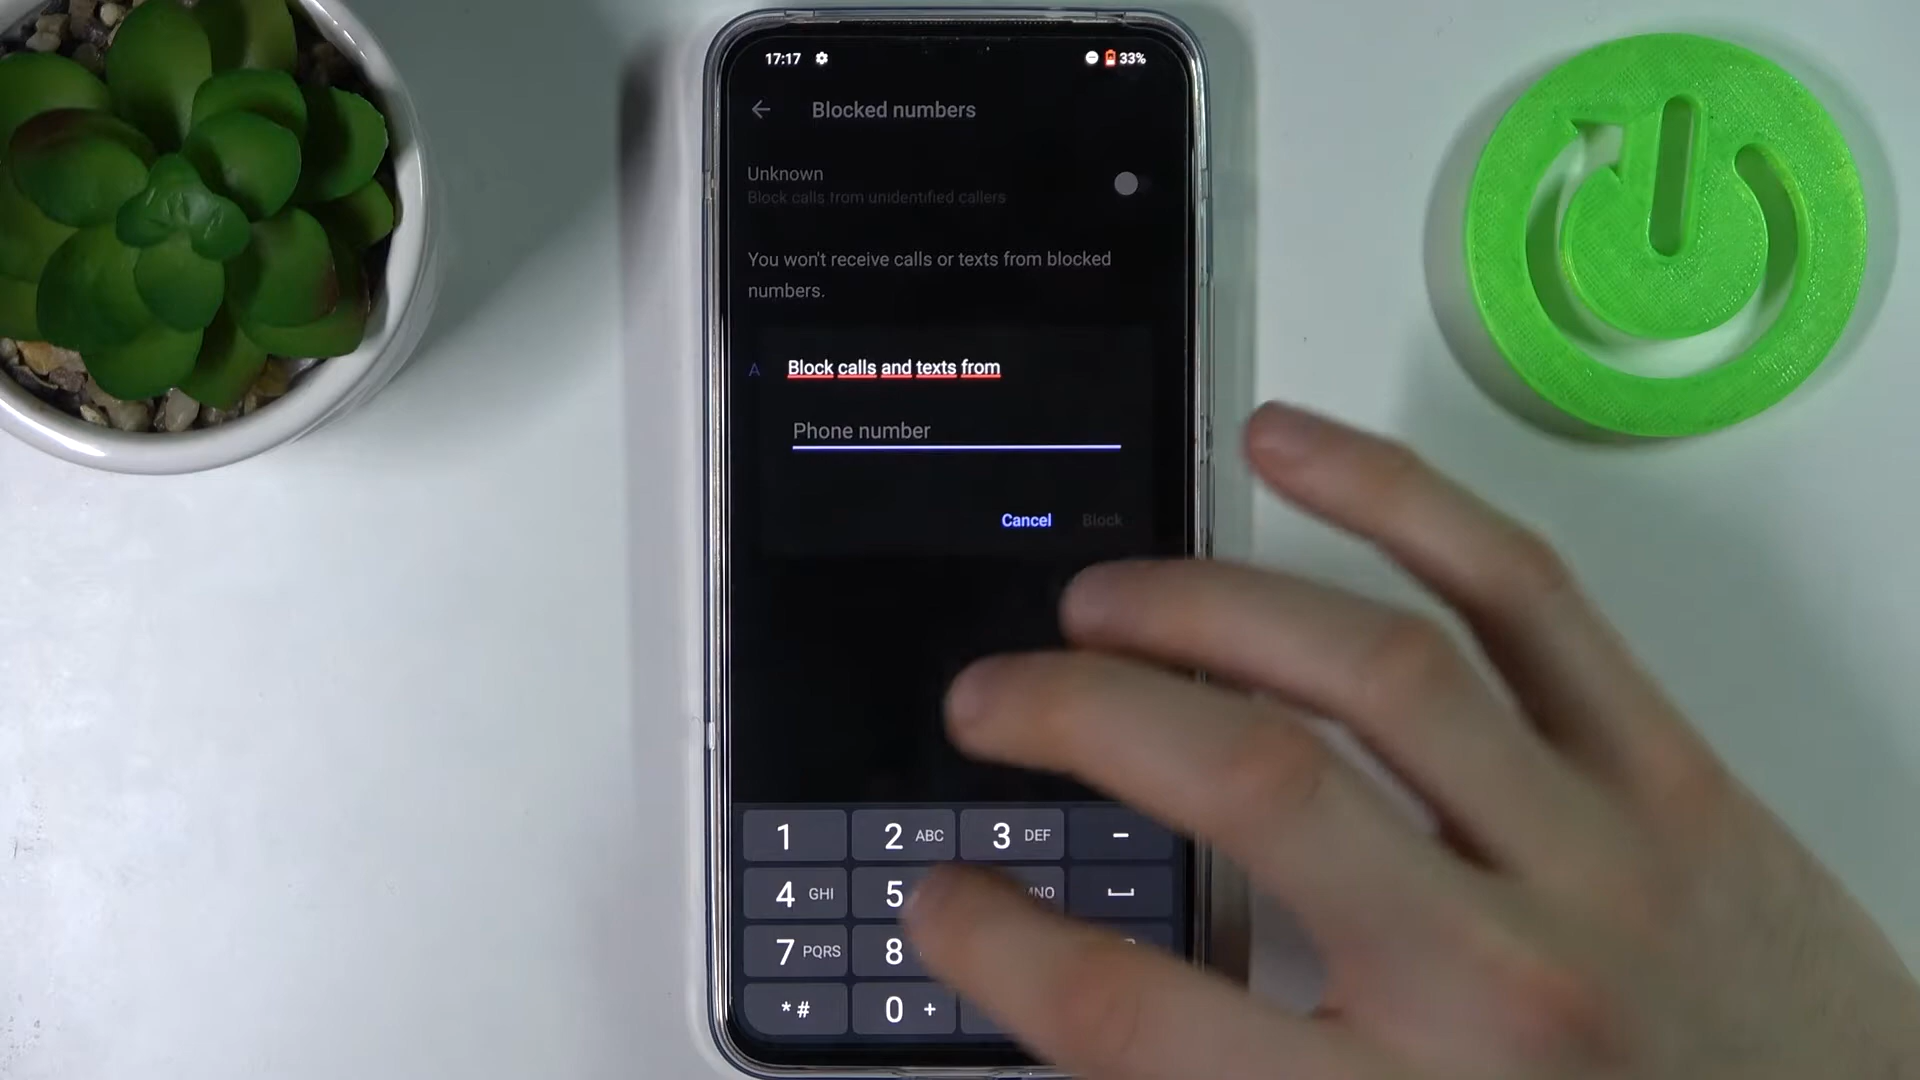 17:17 33%
Blocked numbers
Unknown
Block calls from unidentified callers
You won't receive calls or texts from blocked
numbers.
A Block calls and texts from
Phone number
Cancel Block
1 2 ABC 3 DEF -
4 GHI 5 MNO
7 PQRS 8
* # 0 +